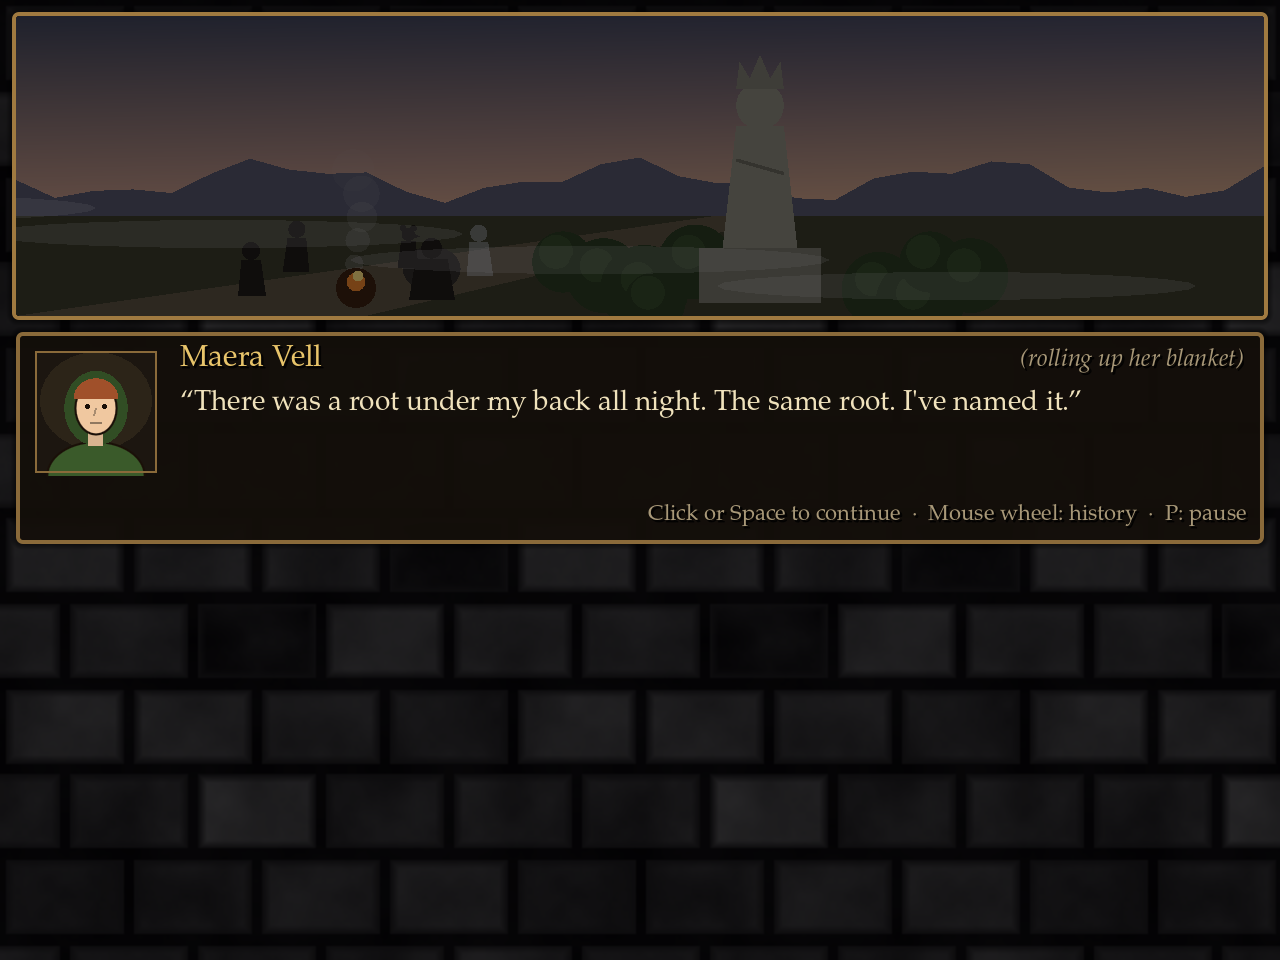 Maera Vell
(rolling up her blanket)
“There was a root under my back all night. The same root. I've named it.”
Click or Space to continue · Mouse wheel: history · P: pause